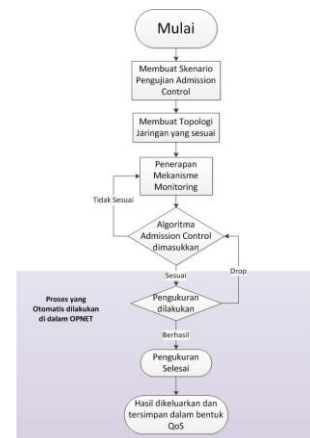 Mulai
Membuat Skenario
Pengujian Admission
Control
Membuat Topologi
Jaringan yang sesuai
Penerapan
Mekanisme
Monitoring
Tidak Sesuai
Algoritma
Admission Control
dimasukkan
Sesuai
Drop
Proses yang
Otomatis dilakukan
di dalam OPNET
Pengukuran
dilakukan
Berhasil
Pengukuran
Selesai
Hasil dikeluarkan dan
tersimpan dalam bentuk
QoS